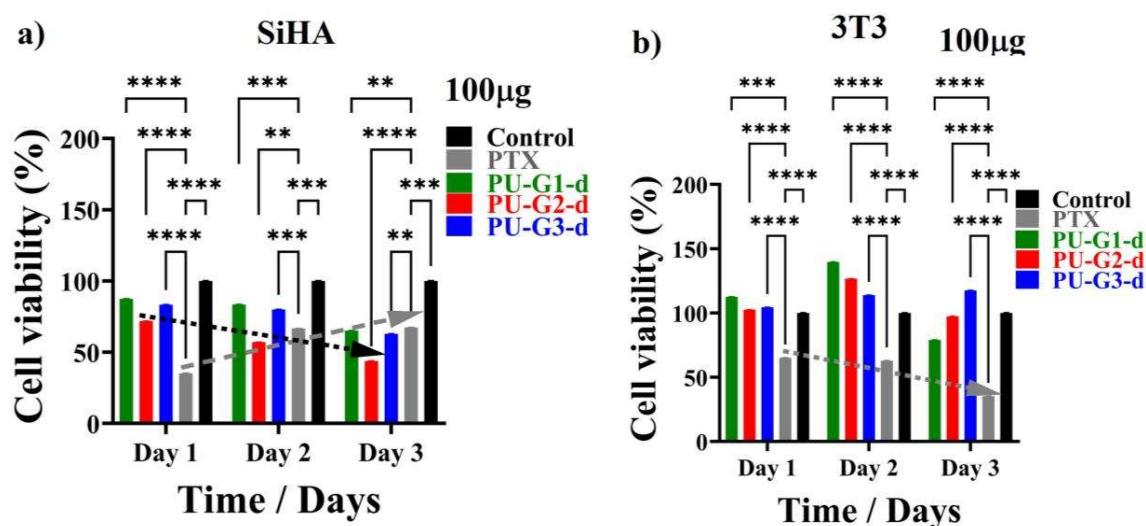 a)
SiHA
100µg
**** *** **
**** ** ****
**** *** ***
**** *** **
Control
PTX
PU-G1-d
PU-G2-d
PU-G3-d
Cell viability (%)
200
150
100
50
0
Day 1 Day 2 Day 3
Time / Days
b)
3T3
100µg
*** **** ****
**** **** ****
**** **** ****
**** **** ****
Control
PTX
PU-G1-d
PU-G2-d
PU-G3-d
Cell viability (%)
200
150
100
50
0
Day 1 Day 2 Day 3
Time / Days